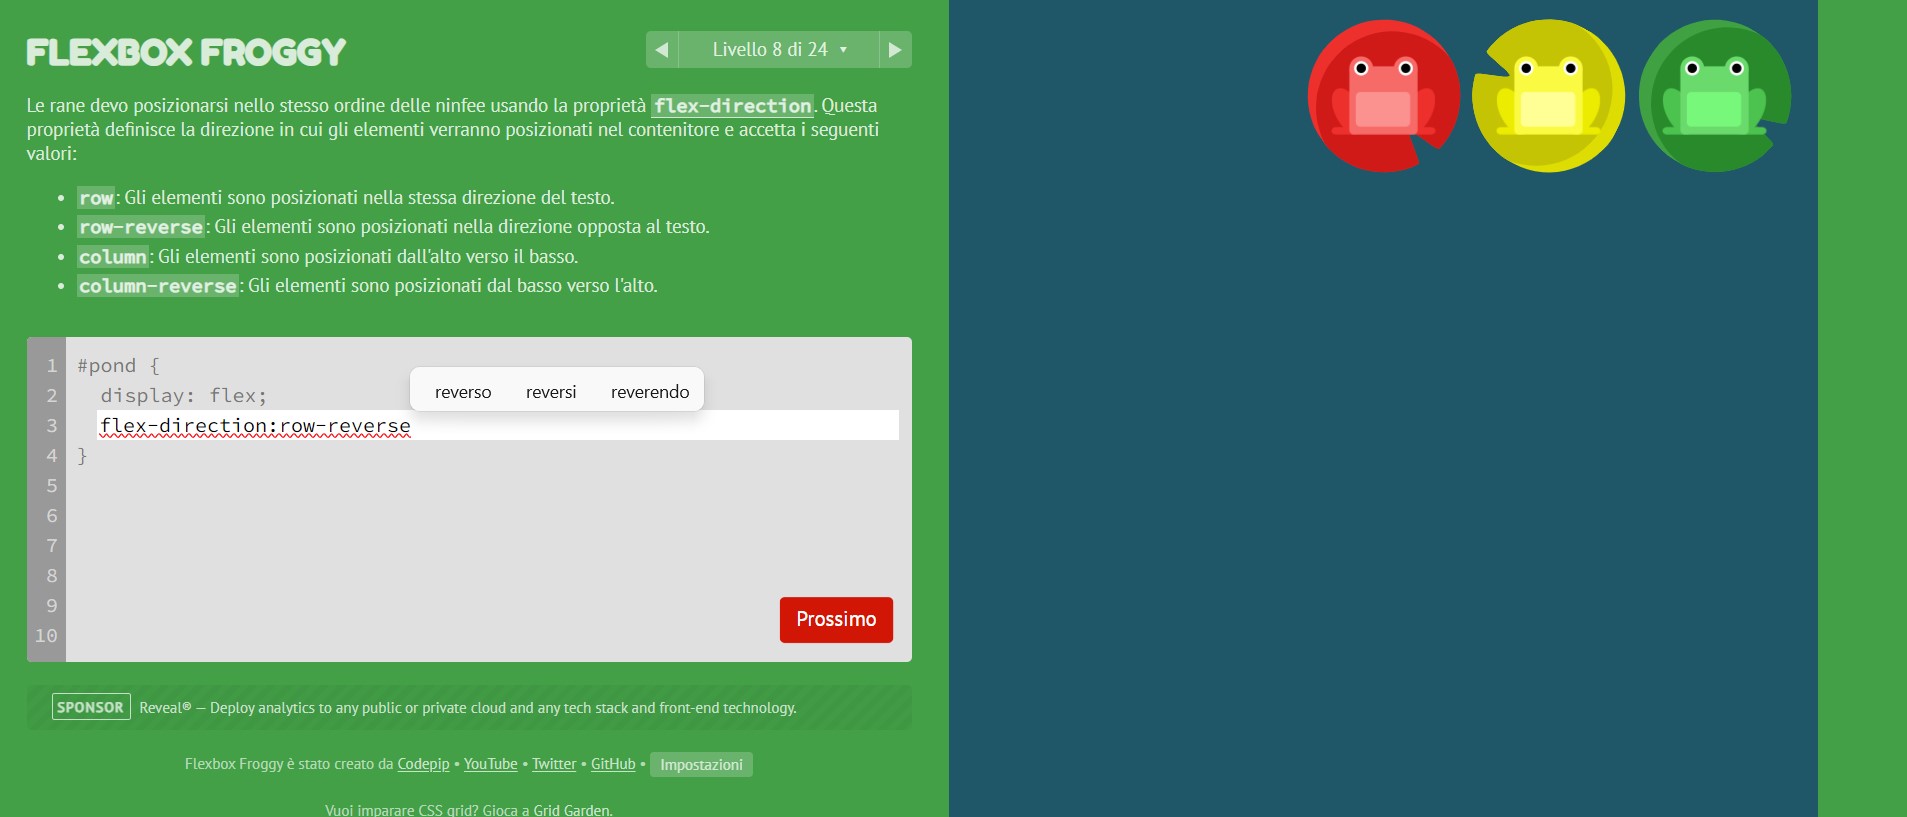 FLEXBOX FROGGY
Livello 8 di 24
Le rane devo posizionarsi nello stesso ordine delle ninfee usando la proprietà flex-direction. Questa
proprietà definisce la direzione in cui gli elementi verranno posizionati nel contenitore e accetta i seguenti
valori:
• row: Gli elementi sono posizionati nella stessa direzione del testo.
• row-reverse: Gli elementi sono posizionati nella direzione opposta al testo.
• column: Gli elementi sono posizionati dall'alto verso il basso.
• column-reverse: Gli elementi sono posizionati dal basso verso l'alto.
1 #pond {
reverso reversi reverendo
2 display: flex;
3 flex-direction:row-reverse
4 }
5
6
7
8
9
10
Prossimo
SPONSOR Reveal® — Deploy analytics to any public or private cloud and any tech stack and front-end technology.
Flexbox Froggy è stato creato da Codepip • YouTube • Twitter • GitHub • Impostazioni
Vuoi imparare CSS grid? Gioca a Grid Garden.